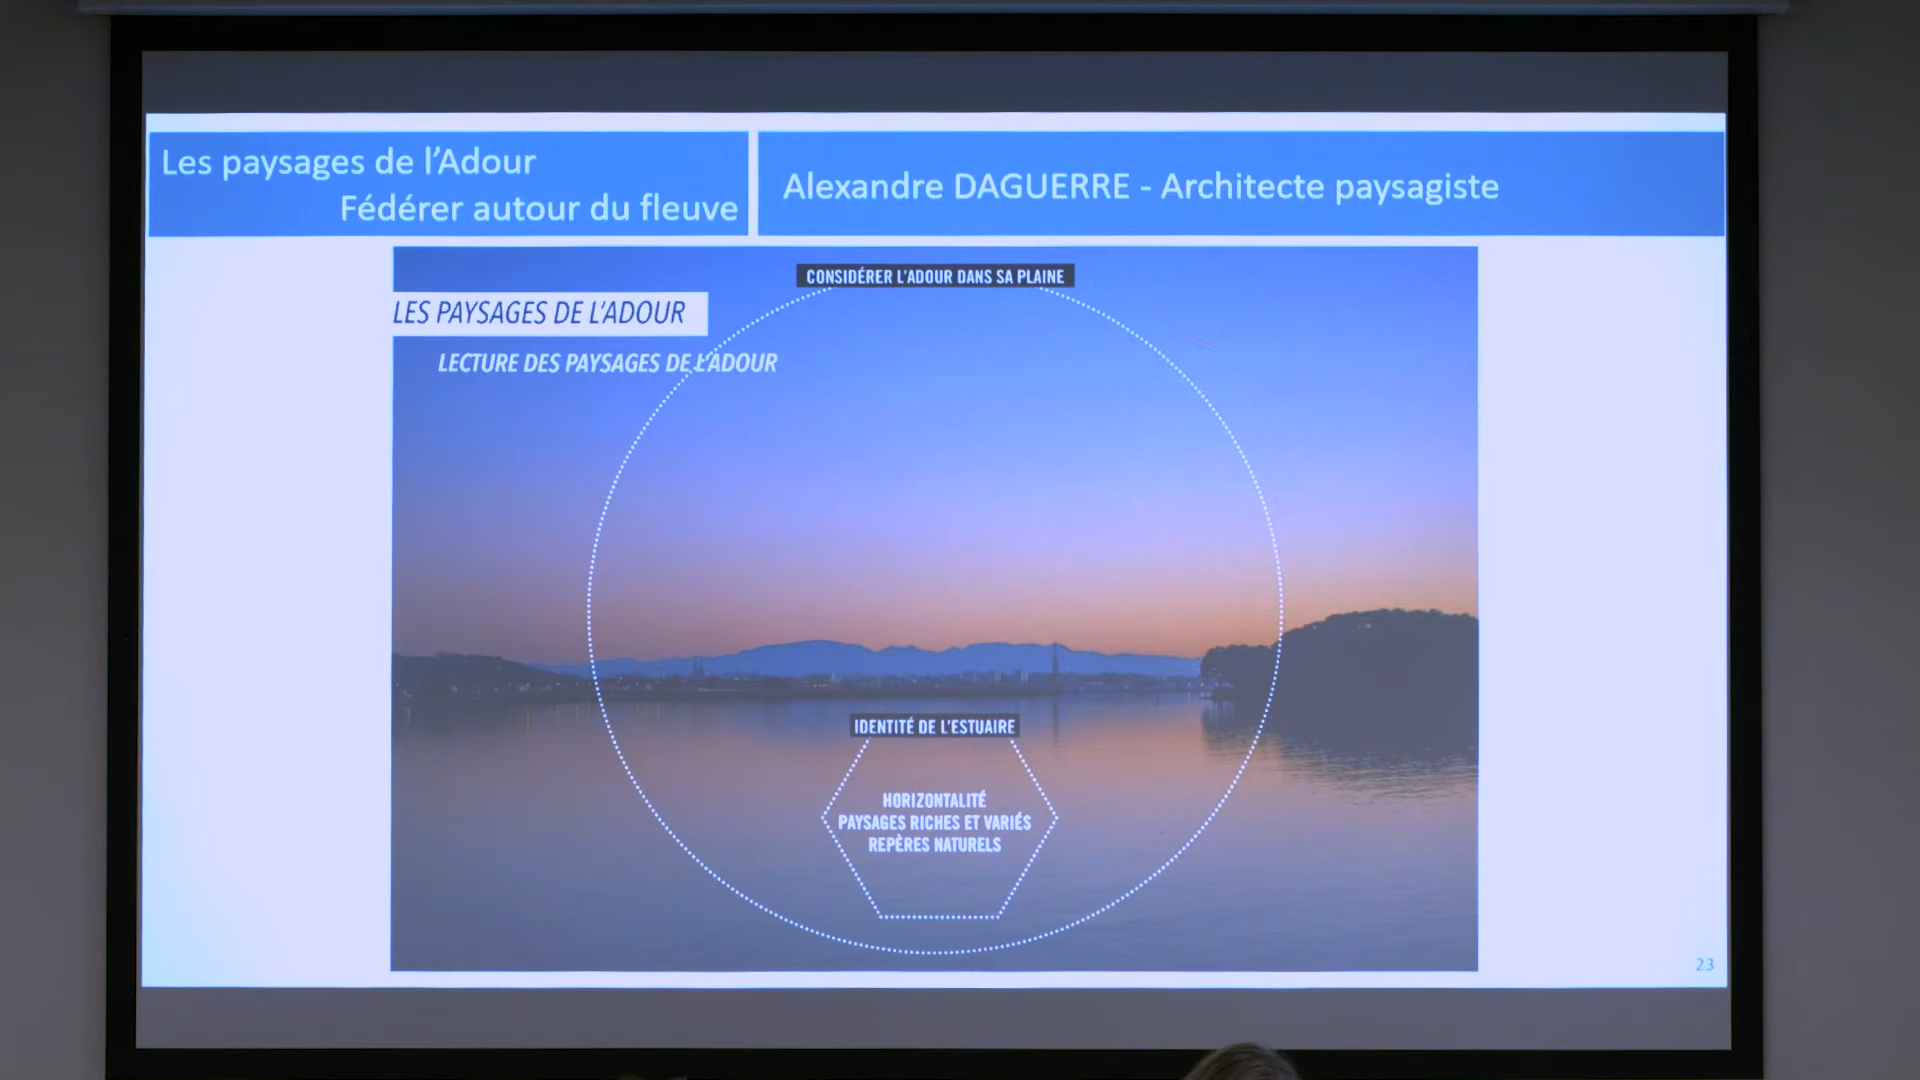 Les paysages de l'Adour
Fédérer autour du fleuve
Alexandre DAGUERRE - Architecte paysagiste
CONSIDÉRER L'ADOUR DANS SA PLAINE
LES PAYSAGES DE L'ADOUR
LECTURE DES PAYSAGES DE L'ADOUR
IDENTITÉ DE L'ESTUAIRE
HORIZONTALITÉ
PAYSAGES RICHES ET VARIÉS
REPÈRES NATURELS
23